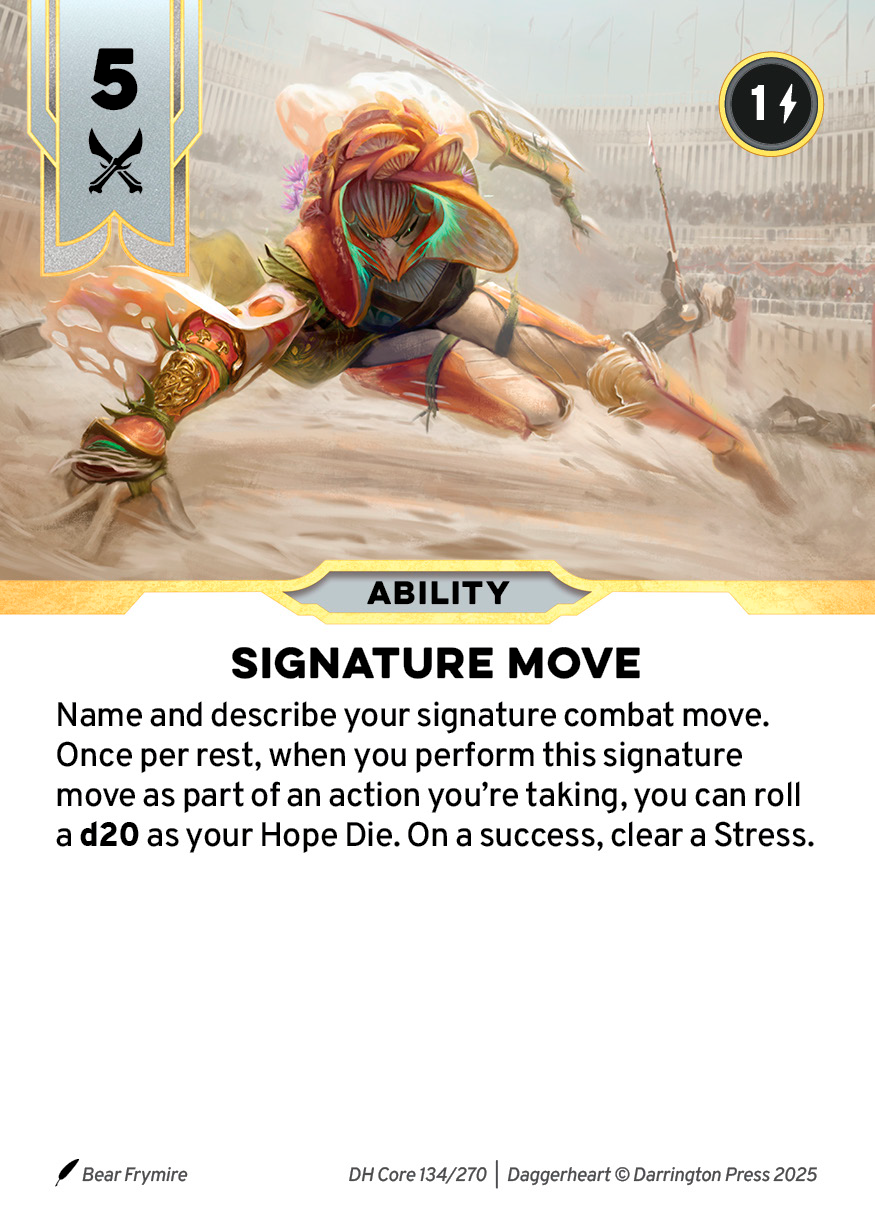 5
1
ABILITY
SIGNATURE MOVE
Name and describe your signature combat move.
Once per rest, when you perform this signature
move as part of an action you’re taking, you can roll
a d20 as your Hope Die. On a success, clear a Stress.
Bear Frymire
DH Core 134/270 | Daggerheart © Darrington Press 2025